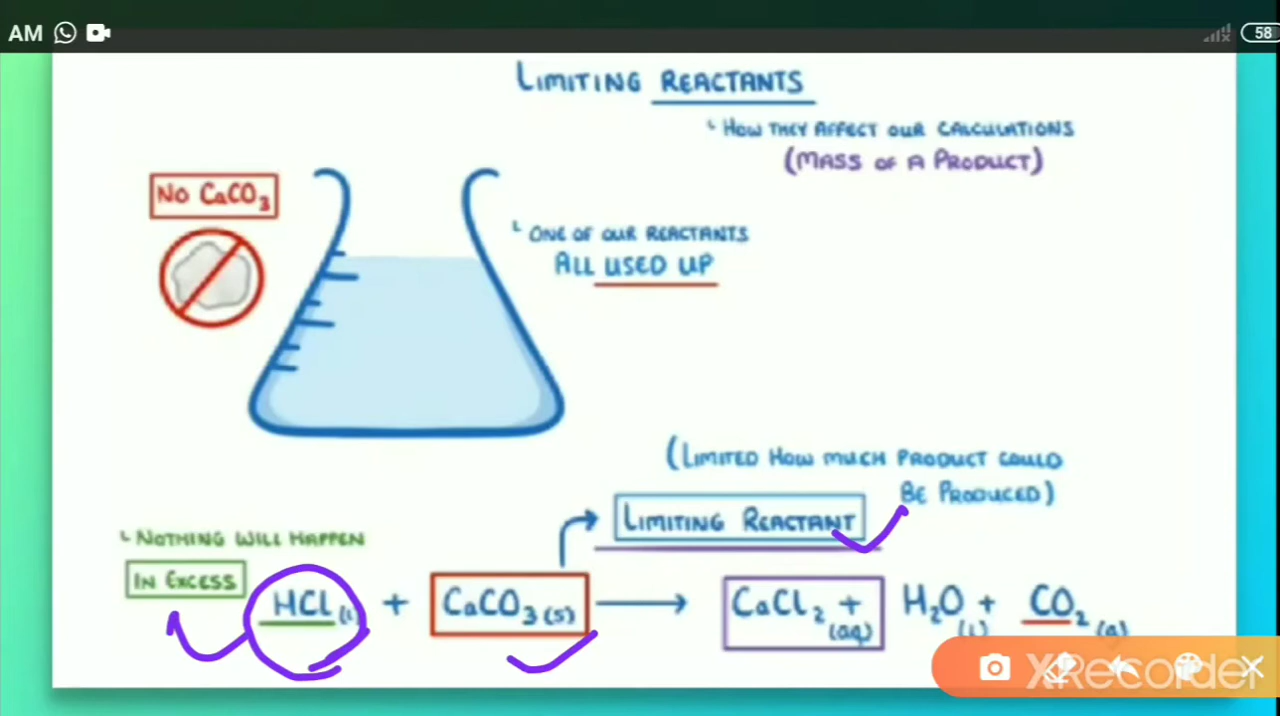 AM 58
LIMITING REACTANTS
HOW THEY AFFECT OUR CALCULATIONS
(MASS OF A PRODUCT)
NO CaCO3
ONE OF OUR REACTANTS
ALL USED UP
(LIMITED HOW MUCH PRODUCT COULD
BE PRODUCED)
LIMITING REACTANT
NOTHING WILL HAPPEN
IN EXCESS
HCl(l) + CaCO3(s) → CaCl2 + (aq) H2O + (l) CO2 (g)
XRecorder